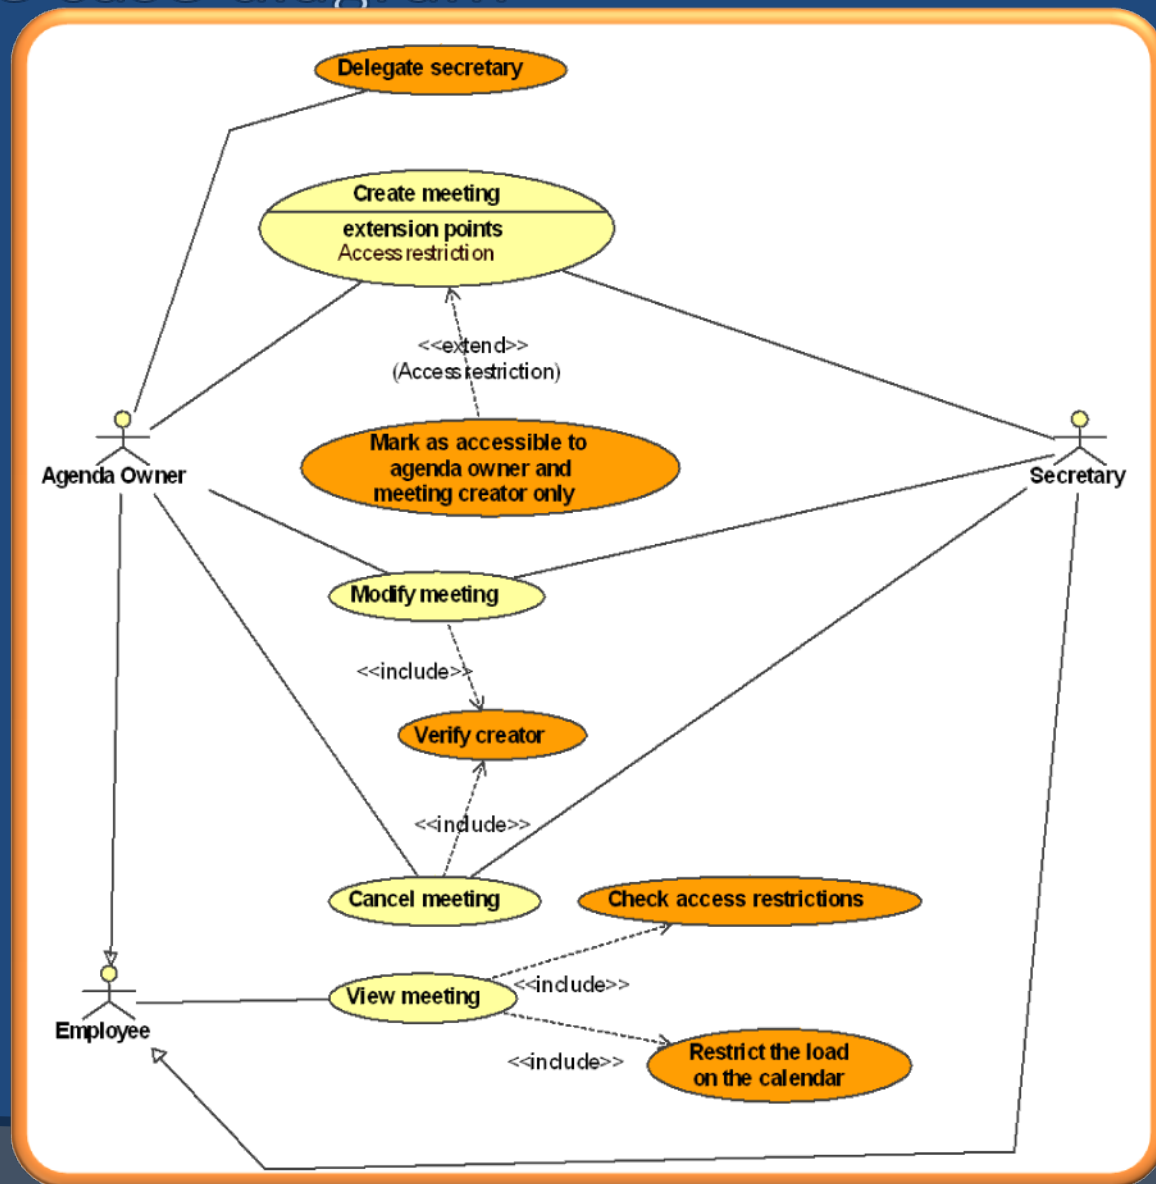 Delegate secretary
Create meeting
extension points
Access restriction
<<extend>>
(Access restriction)
Mark as accessible to
agenda owner and
meeting creator only
Agenda Owner
Secretary
Modify meeting
<<include>>
Verify creator
<<include>>
Cancel meeting
Check access restrictions
<<include>>
View meeting
Employee
<<include>>
Restrict the load
on the calendar